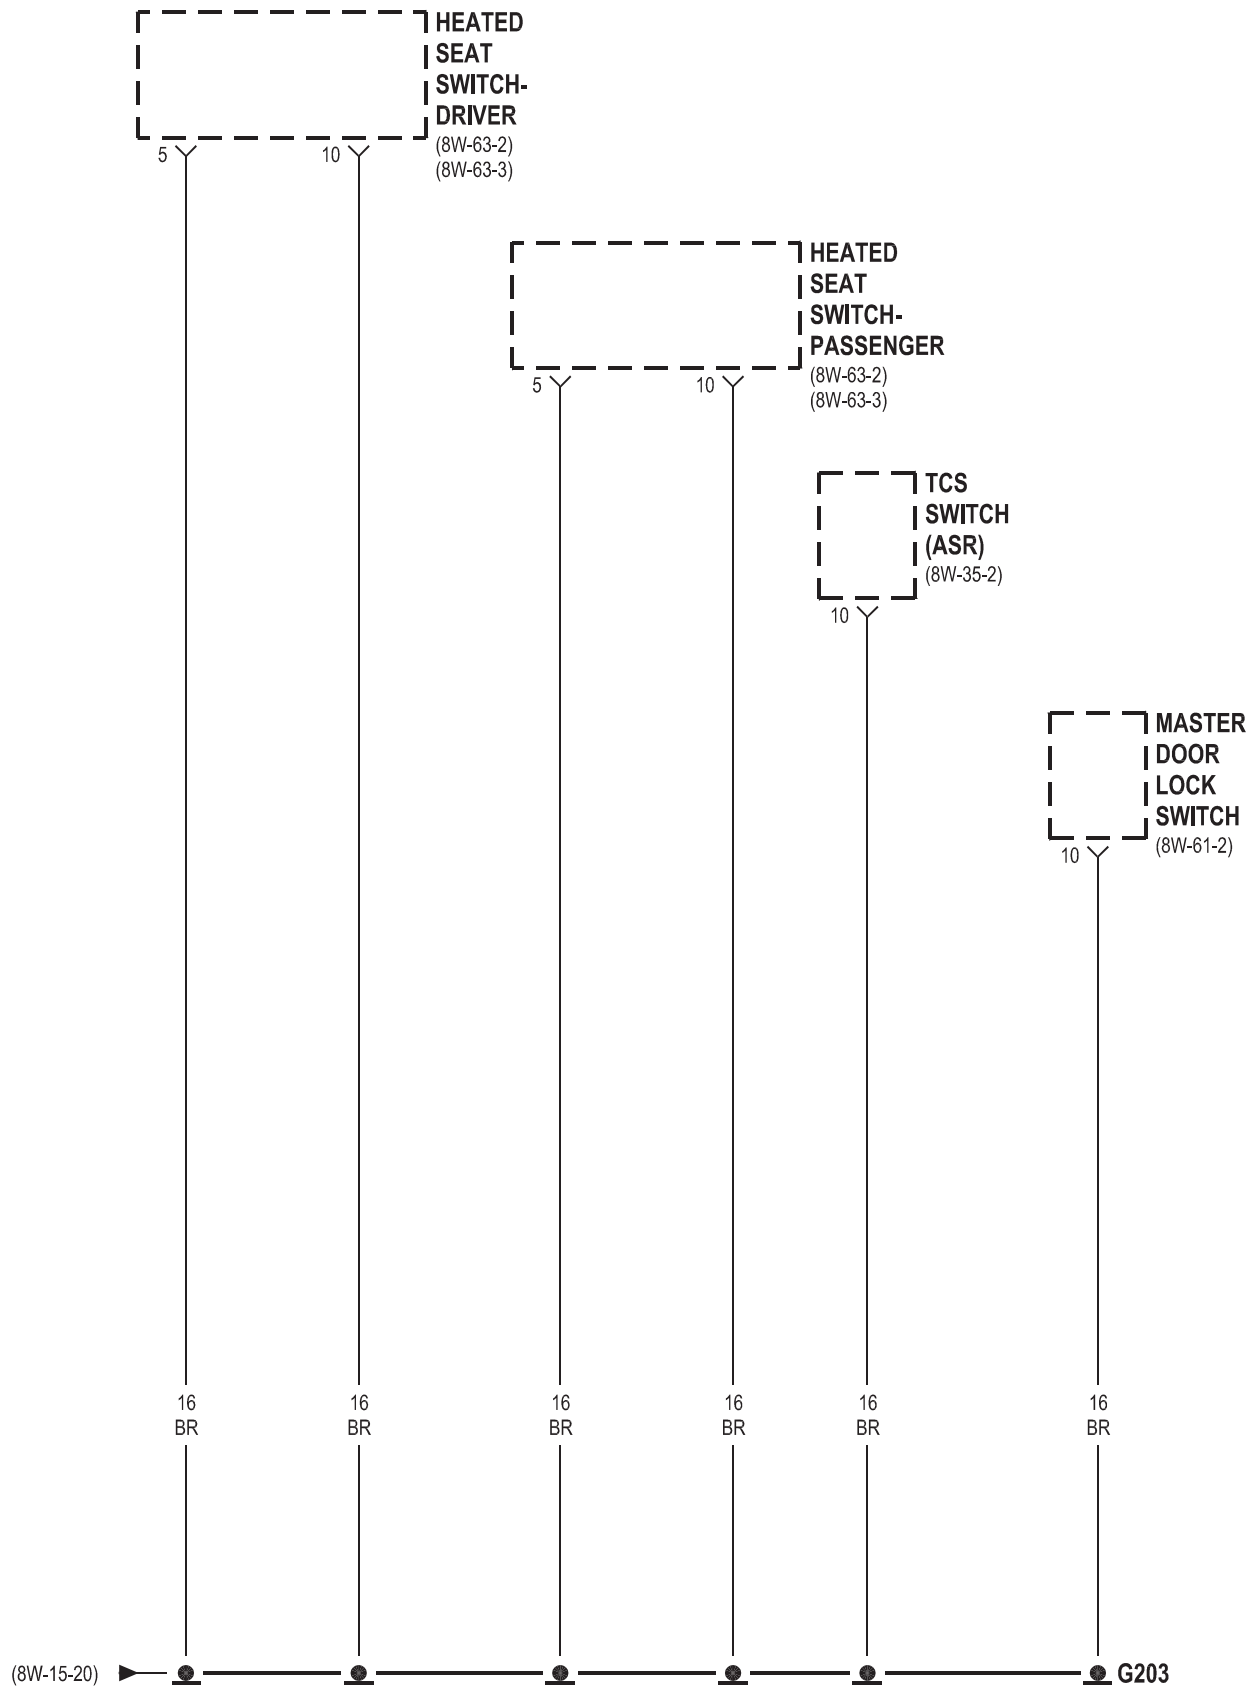 HEATED
SEAT
SWITCH-
DRIVER
(8W-63-2)
(8W-63-3)
5
10
HEATED
SEAT
SWITCH-
PASSENGER
(8W-63-2)
(8W-63-3)
5
10
TCS
SWITCH
(ASR)
(8W-35-2)
10
MASTER
DOOR
LOCK
SWITCH
(8W-61-2)
10
16 16 16 16 16 16
BR BR BR BR BR BR
(8W-15-20) G203